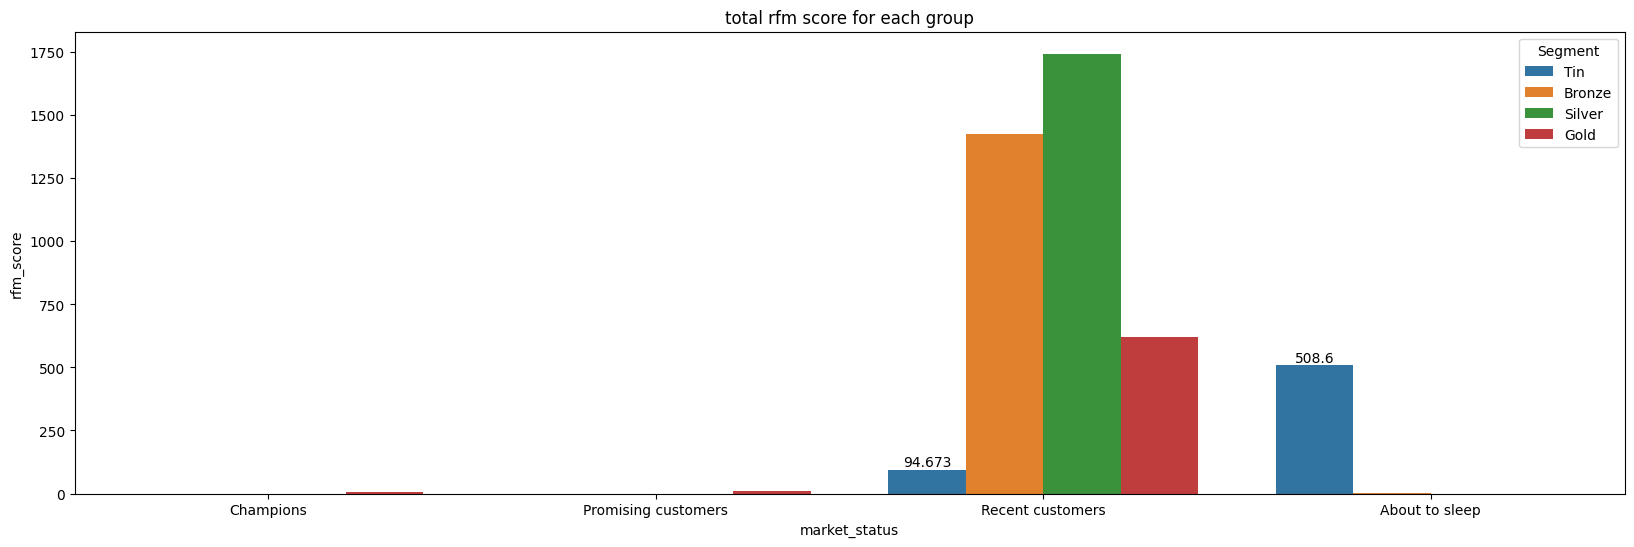 total rfm score for each group
Segment
Tin
Bronze
Silver
Gold
rfm_score
1750
1500
1250
1000
750
500
250
0
94.673
508.6
Champions
Promising customers
Recent customers
About to sleep
market_status